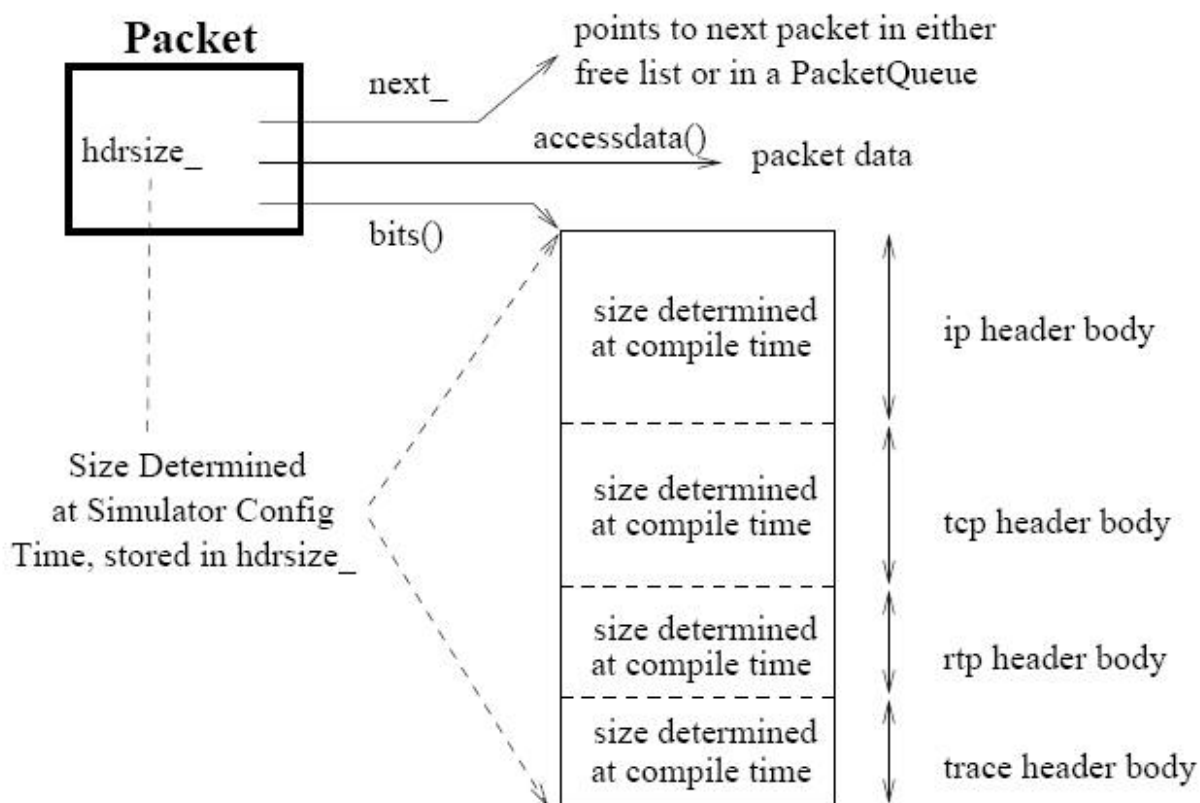 Packet
points to next packet in either
free list or in a PacketQueue
next_
accessdata()
hdrsize_
packet data
bits()
size determined
at compile time
ip header body
Size Determined
at Simulator Config
Time, stored in hdrsize_
size determined
at compile time
tcp header body
size determined
at compile time
rtp header body
size determined
at compile time
trace header body